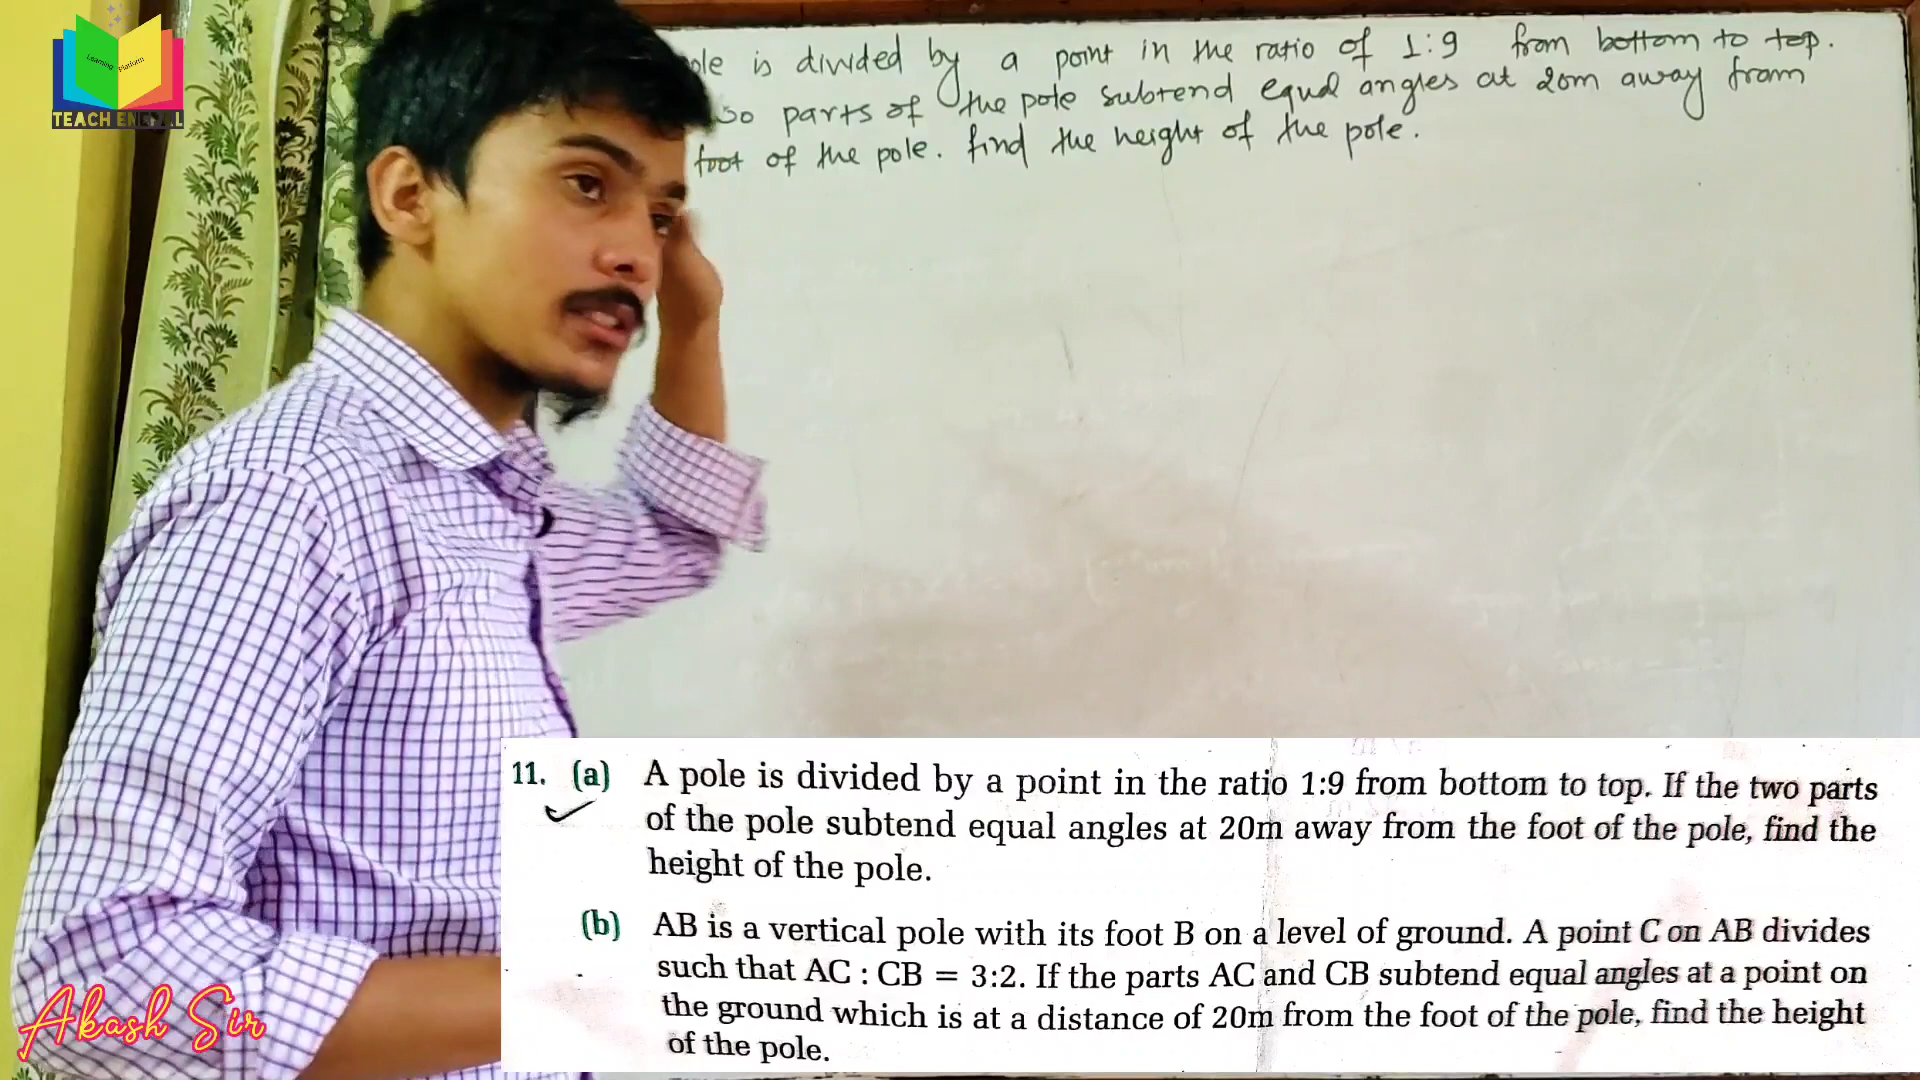 Learning Platform
TEACH
ole is divided by a point in the ratio of 1:9 from bottom to top.
parts of the pole subtend equal angles at 20m away from
foot of the pole. find the height of the pole.
11. (a) A pole is divided by a point in the ratio 1:9 from bottom to top. If the two parts
of the pole subtend equal angles at 20m away from the foot of the pole, find the
height of the pole.
(b) AB is a vertical pole with its foot B on a level of ground. A point C on AB divides
such that AC : CB = 3:2. If the parts AC and CB subtend equal angles at a point on
the ground which is at a distance of 20m from the foot of the pole, find the height
of the pole.
Akash Sir